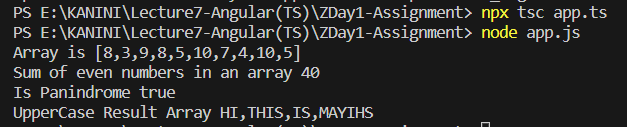 PS E:\KANINI\Lecture7-Angular(TS)\ZDay1-Assignment> npx tsc app.ts
PS E:\KANINI\Lecture7-Angular(TS)\ZDay1-Assignment> node app.js
Array is [8,3,9,8,5,10,7,4,10,5]
Sum of even numbers in an array 40
Is Panindrome true
UpperCase Result Array HI,THIS,IS,MAYIHS